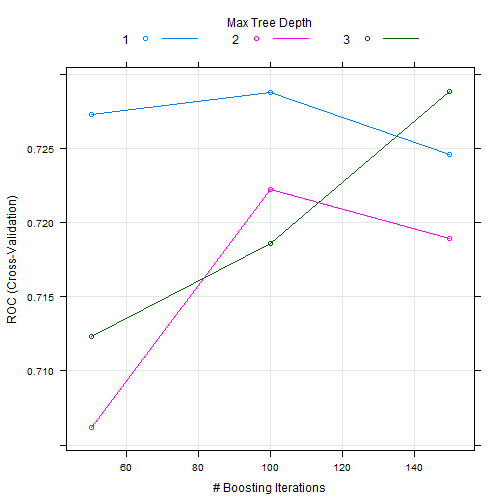 Max Tree Depth
1 2 3
ROC (Cross-Validation)
0.725
0.720
0.715
0.710
60 80 100 120 140
# Boosting Iterations